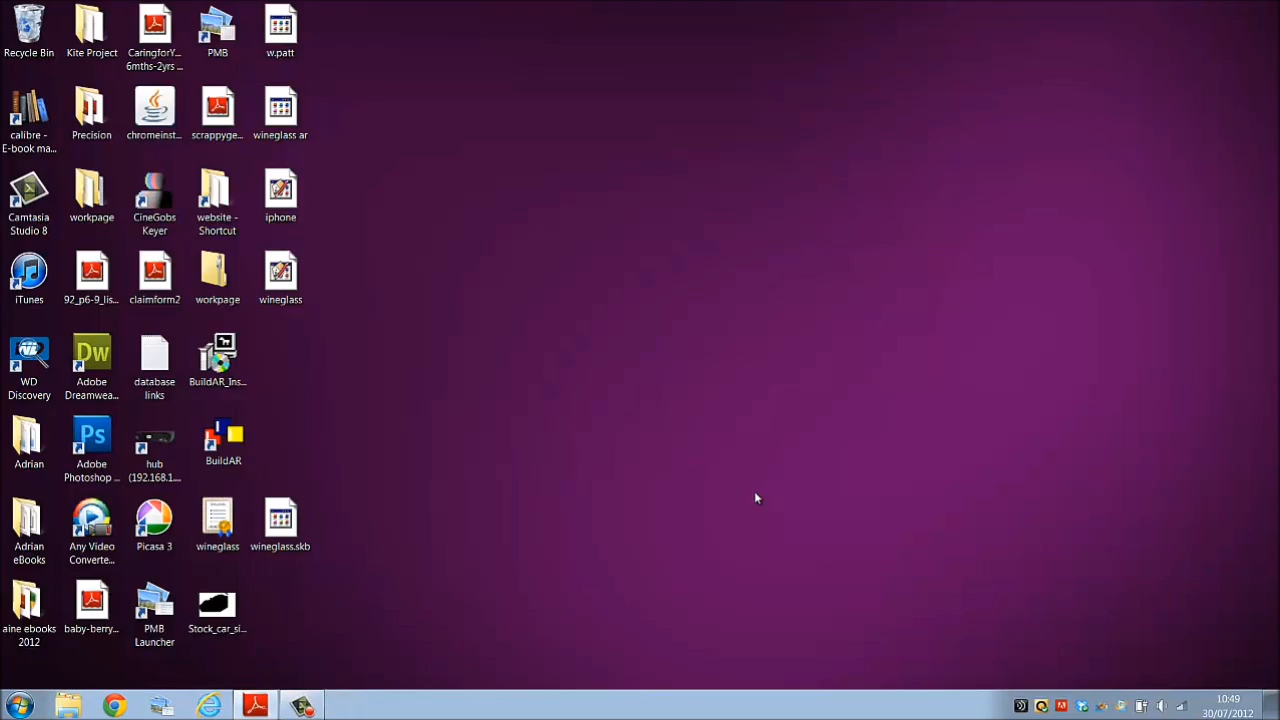 Recycle Bin
Kite Project
CaringforY...
6mths-2yrs ...
PMB
w.patt
calibre -
E-book ma...
Precision
chromeinst...
scrappyge...
wineglass ar
Camtasia
Studio 8
workpage
CineGobs
Keyer
website -
Shortcut
iphone
iTunes
92_p6-9_lis...
claimform2
workpage
wineglass
WD
Discovery
Dw
Adobe
Dreamwea...
database
links
BuildAR_Ins...
Adrian
Ps
Adobe
Photoshop ...
hub
(192.168.1....
BuildAR
Adrian
eBooks
Any Video
Converte...
Picasa 3
wineglass
wineglass.skb
aine ebooks
2012
baby-berry...
PMB
Launcher
Stock_car_si...
10:49
30/07/2012